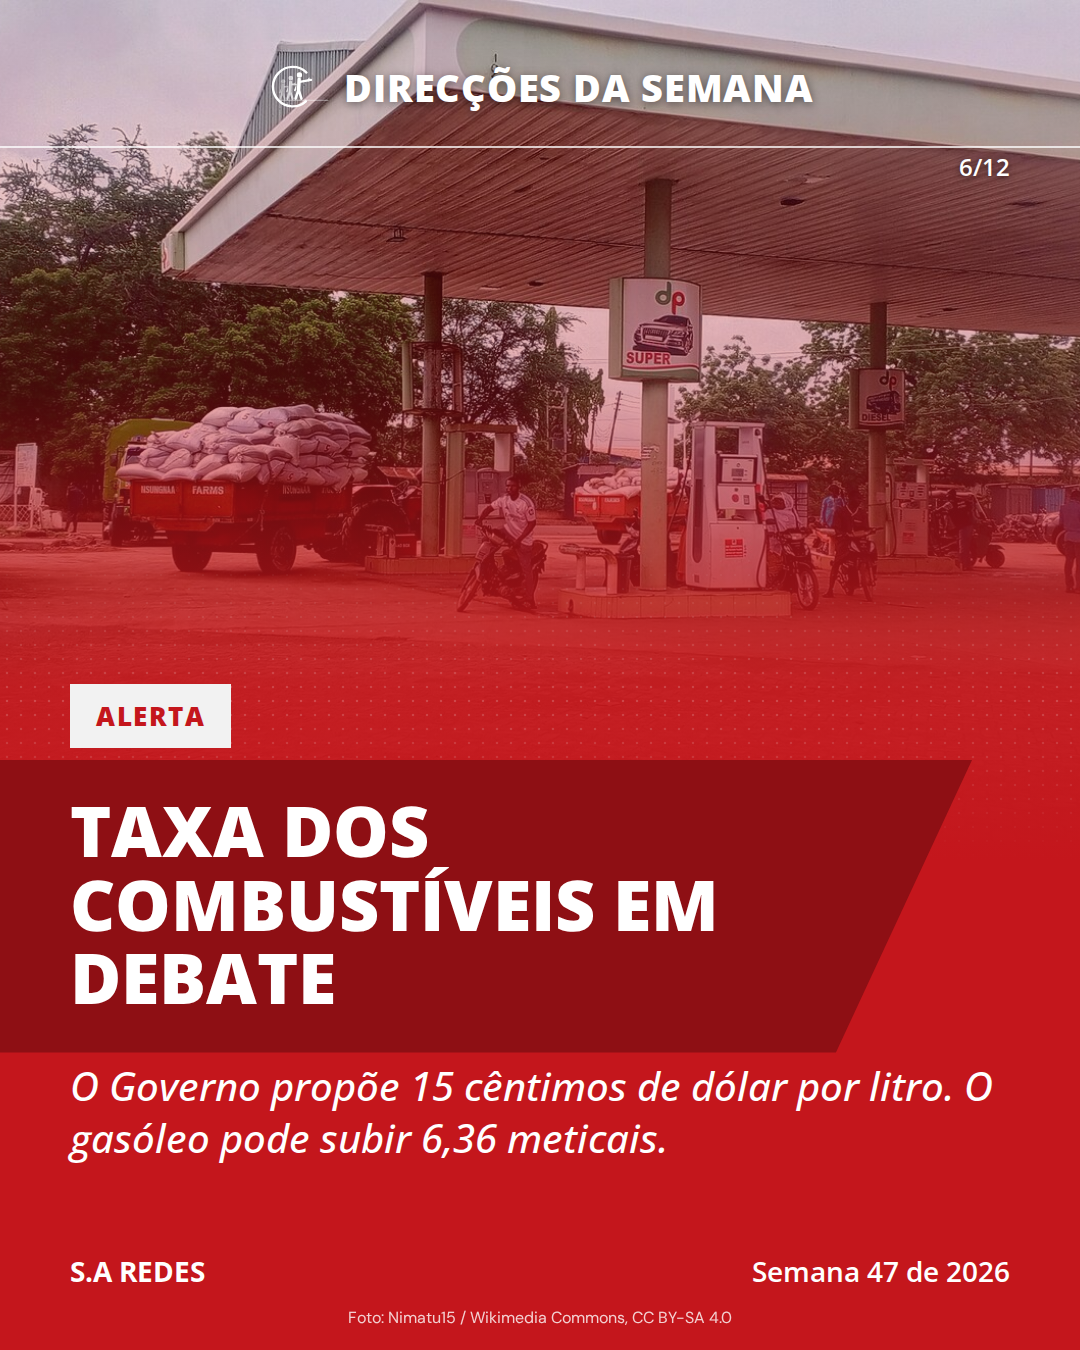 DIRECÇÕES DA SEMANA
6/12
dp
SUPER
dp
DIESEL
NSUNGNAA FARMS NSUNGNAA
ALERTA
TAXA DOS
COMBUSTÍVEIS EM
DEBATE
O Governo propõe 15 cêntimos de dólar por litro. O
gasóleo pode subir 6,36 meticais.
S.A REDES
Semana 47 de 2026
Foto: Nimatu15 / Wikimedia Commons, CC BY-SA 4.0